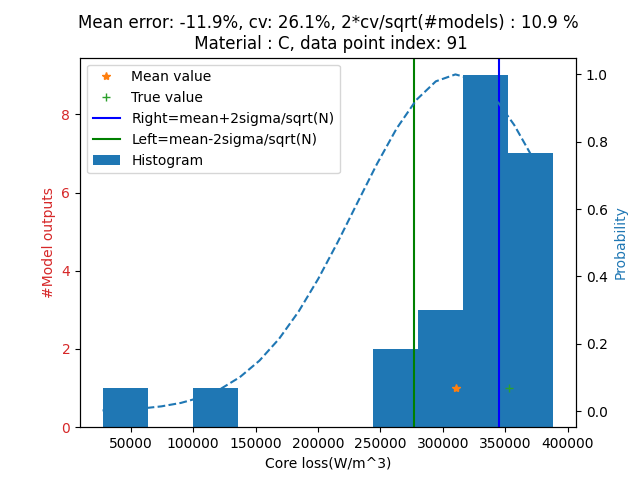 Mean error: -11.9%, cv: 26.1%, 2*cv/sqrt(#models) : 10.9 %
Material : C, data point index: 91
Mean value
True value
Right=mean+2sigma/sqrt(N)
Left=mean-2sigma/sqrt(N)
Histogram
#Model outputs
8
6
4
2
0
1.0
0.8
0.6
0.4
0.2
0.0
Probability
50000 100000 150000 200000 250000 300000 350000 400000
Core loss(W/m^3)